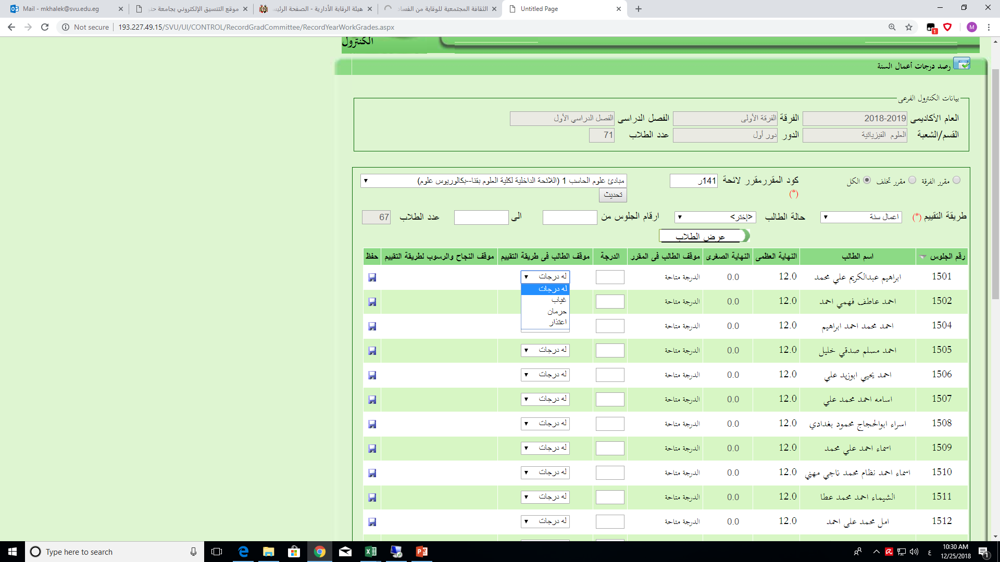 Mail - mkhalek@svu.edu.eg
موقع التنسيق الإلكتروني بجامعة جنو
هيئة الرقابة الأدارية - الصفحة الرئيس
الثقافة المجتمعية للوقاية من الفساد
Untitled Page
Not secure
193.227.49.15/SVU/UI/CONTROL/RecordGradCommittee/RecordYearWorkGrades.aspx
1
M
الكنترول
رصد درجات أعمال السنة
بيانات الكنترول الفرعى
العام الأكاديمى 2018-2019 الفرقة الفرقة الأولى الفصل الدراسى الفصل الدراسي الأول
القسم/الشعبة العلوم الفيزيائية الدور دور أول عدد الطلاب 71
مقرر الفرقة مقرر تخلف الكل كود المقررمقرر لائحة 141ر مبادئ علوم الحاسب 1 (اللائحة الداخلية لكلية العلوم بقنا--بكالوريوس علوم)
(*) تحديث
طريقة التقييم (*) اعمال سنة حالة الطالب <إختر> ارقام الجلوس من الى عدد الطلاب 67
عرض الطلاب
رقم الجلوس اسم الطالب النهاية العظمى النهاية الصغرى موقف الطالب فى المقرر الدرجة موقف الطالب فى طريقة التقييم موقف النجاح والرسوب لطريقة التقييم حفظ
1501 ابراهيم عبدالكريم علي محمد 12.0 0.0 الدرجة متاحة له درجات
له درجات
غياب
حرمان
اعتذار
1502 احمد عاطف فهمي احمد 12.0 0.0 الدرجة متاحة
1504 احمد محمد احمد ابراهيم 12.0 0.0 الدرجة متاحة
1505 احمد مسلم صدقي خليل 12.0 0.0 الدرجة متاحة له درجات
1506 احمد يحيي ابوزيد علي 12.0 0.0 الدرجة متاحة له درجات
1507 اسامه احمد محمد علي 12.0 0.0 الدرجة متاحة له درجات
1508 اسراء ابوالحجاج محمود بغدادي 12.0 0.0 الدرجة متاحة له درجات
1509 اسماء احمد علي محمد 12.0 0.0 الدرجة متاحة له درجات
1510 اسماء احمد نظام محمد ناجي مهني 12.0 0.0 الدرجة متاحة له درجات
1511 الشيماء احمد محمد عطا 12.0 0.0 الدرجة متاحة له درجات
1512 امل محمد على احمد 12.0 0.0 الدرجة متاحة له درجات
Type here to search
ع
10:30 AM
12/25/2018
1